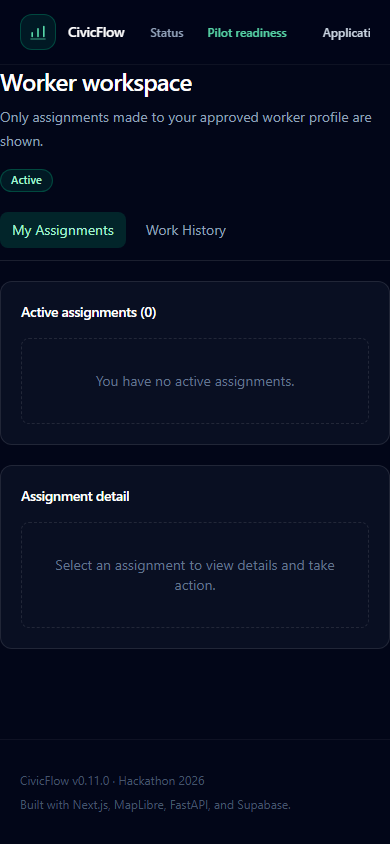 CivicFlow Status Pilot readiness Applicati
Worker workspace
Only assignments made to your approved worker profile are
shown.
Active
My Assignments Work History
Active assignments (0)
You have no active assignments.
Assignment detail
Select an assignment to view details and take
action.
CivicFlow v0.11.0 · Hackathon 2026
Built with Next.js, MapLibre, FastAPI, and Supabase.